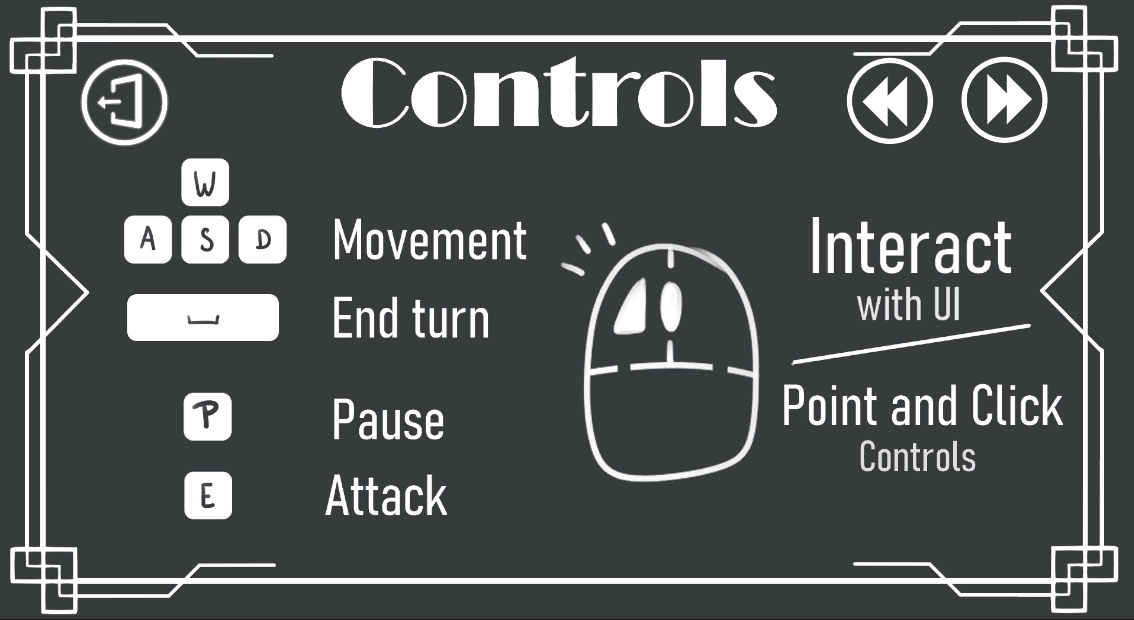 Controls
W
A S D
Movement
End turn
P
Pause
E
Attack
Interact
with UI
Point and Click
Controls